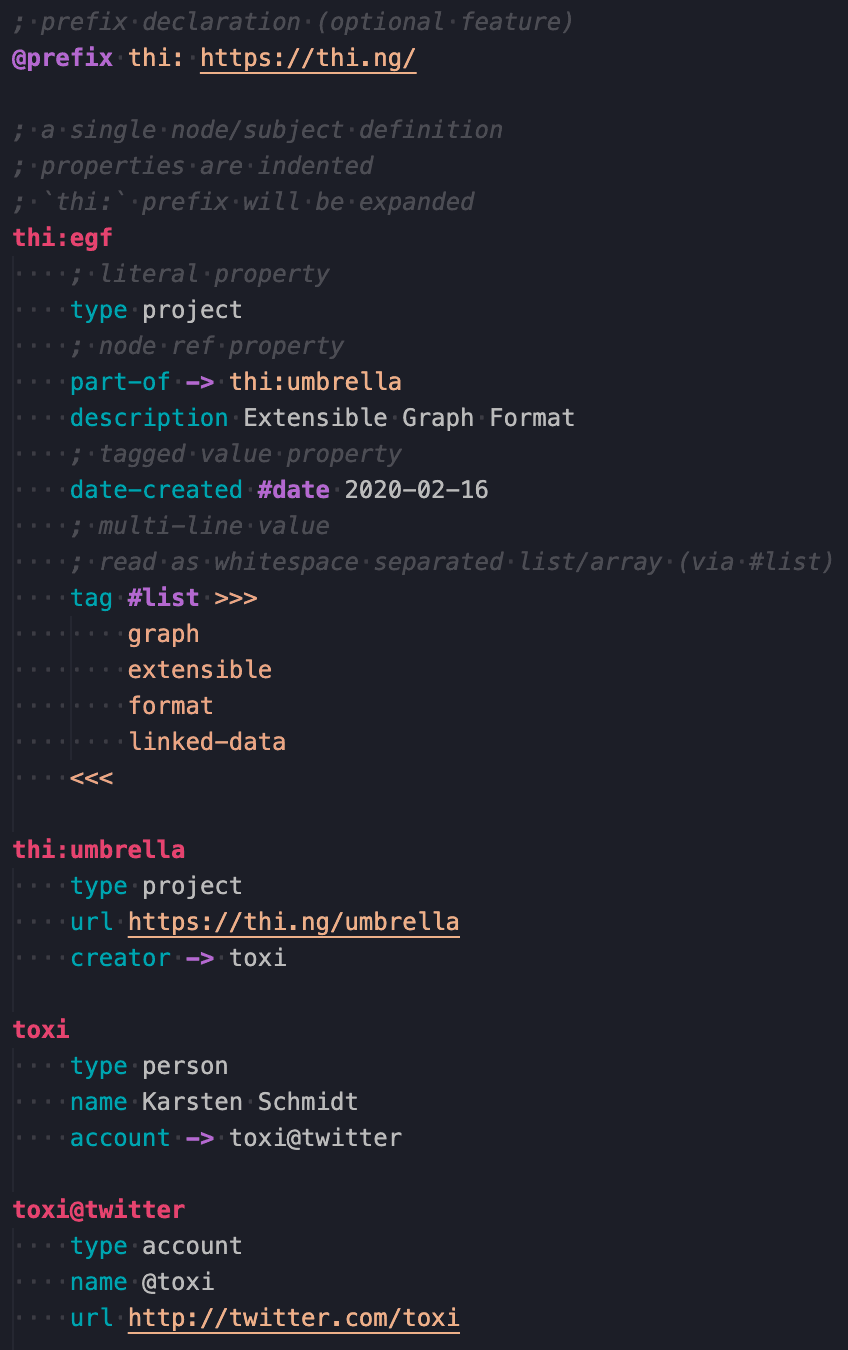 ; prefix declaration (optional feature)
@prefix thi: https://thi.ng/
; a single node/subject definition
; properties are indented
; `thi:` prefix will be expanded
thi:egf
; literal property
type project
; node ref property
part-of -> thi:umbrella
description Extensible Graph Format
; tagged value property
date-created #date 2020-02-16
; multi-line value
; read as whitespace separated list/array (via #list)
tag #list >>>
graph
extensible
format
linked-data
<<<
thi:umbrella
type project
url https://thi.ng/umbrella
creator -> toxi
toxi
type person
name Karsten Schmidt
account -> toxi@twitter
toxi@twitter
type account
name @toxi
url http://twitter.com/toxi